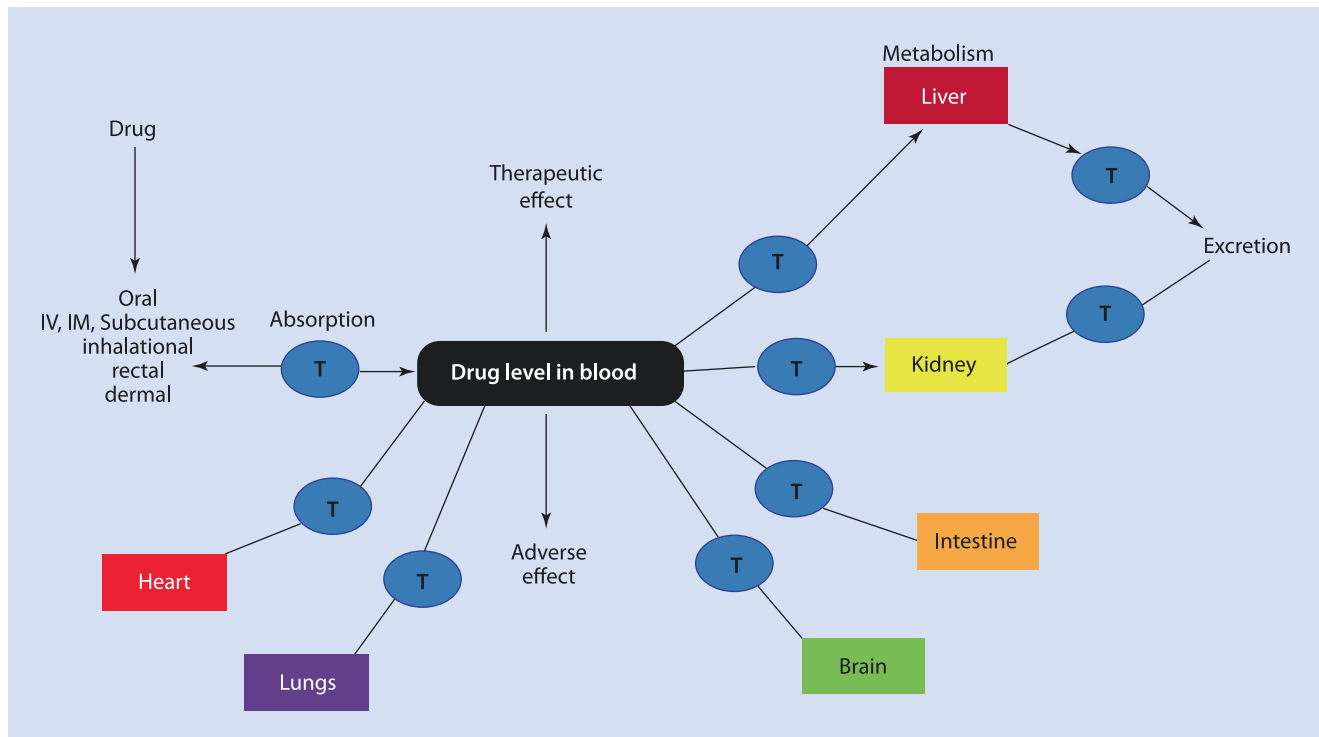 Metabolism
Liver
Drug
T
Therapeutic
effect
Excretion
T
Oral
IV, IM, Subcutaneous
inhalational
rectal
dermal
Absorption
T
T
Drug level in blood
T
Kidney
T
T
T
Intestine
Heart
T
Adverse
effect
T
Brain
Lungs